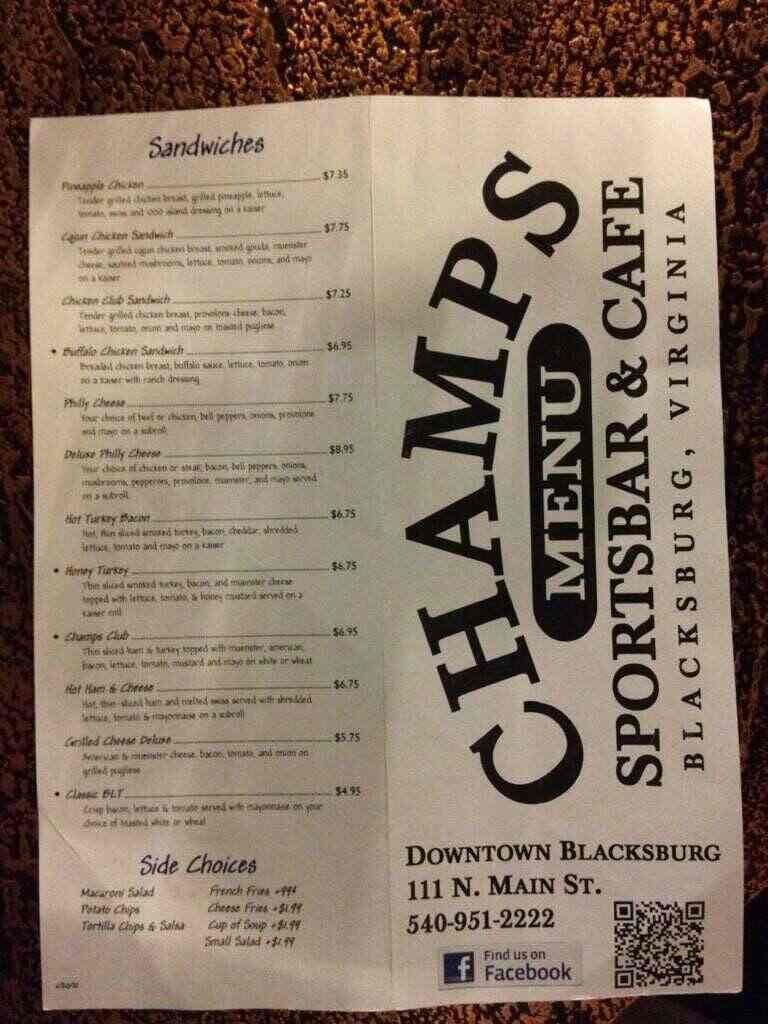 Sandwiches
Pineapple Chicken $7.35
Tender grilled chicken breast, grilled pineapple, lettuce,
tomato, swiss and 1000 island dressing on a kaiser
Cajun Chicken Sandwich $7.75
Tender grilled cajun chicken breast, smoked gouda, muenster
cheese, sauteed mushrooms, lettuce, tomato, onions, and mayo
on a kaiser
Chicken Club Sandwich $7.25
Tender grilled chicken breast, provolone cheese, bacon,
lettuce, tomato, onion and mayo on toasted pugliese
• Buffalo Chicken Sandwich $6.95
Breaded chicken breast, buffalo sauce, lettuce, tomato, onion
on a kaiser with ranch dressing
Philly Cheese $7.75
Your choice of beef or chicken, bell peppers, onions, provolone
and mayo on a subroll
Deluxe Philly Cheese $8.95
Your choice of chicken or steak, bacon, bell peppers, onions,
mushrooms, pepperoni, provolone, muenster, and mayo served
on a subroll
Hot Turkey Bacon $6.75
Hot, thin sliced smoked turkey, bacon, cheddar, shredded
lettuce, tomato and mayo on a kaiser
• Honey Turkey $6.75
Thin sliced smoked turkey, bacon, and muenster cheese
topped with lettuce, tomato, & honey mustard served on a
kaiser roll
• Champs Club $6.95
Thin sliced ham & turkey topped with muenster, american,
bacon, lettuce, tomato, mustard and mayo on white or wheat
Hot Ham & Cheese $6.75
Hot, thin-sliced ham and melted swiss served with shredded
lettuce, tomato & mayonnaise on a subroll
Grilled Cheese Deluxe $5.75
American & muenster cheese, bacon, tomato, and onion on
grilled pugliese
• Classic BLT $4.95
Crisp bacon, lettuce & tomato served with mayonnaise on your
choice of toasted white or wheat
Side Choices
Macaroni Salad French Fries +99¢
Potato Chips Cheese Fries +$1.99
Tortilla Chips & Salsa Cup of Soup +$1.99
Small Salad +$1.99
CHAMPS
MENU
SPORTSBAR & CAFE
BLACKSBURG, VIRGINIA
DOWNTOWN BLACKSBURG
111 N. MAIN ST.
540-951-2222
f Find us on
Facebook